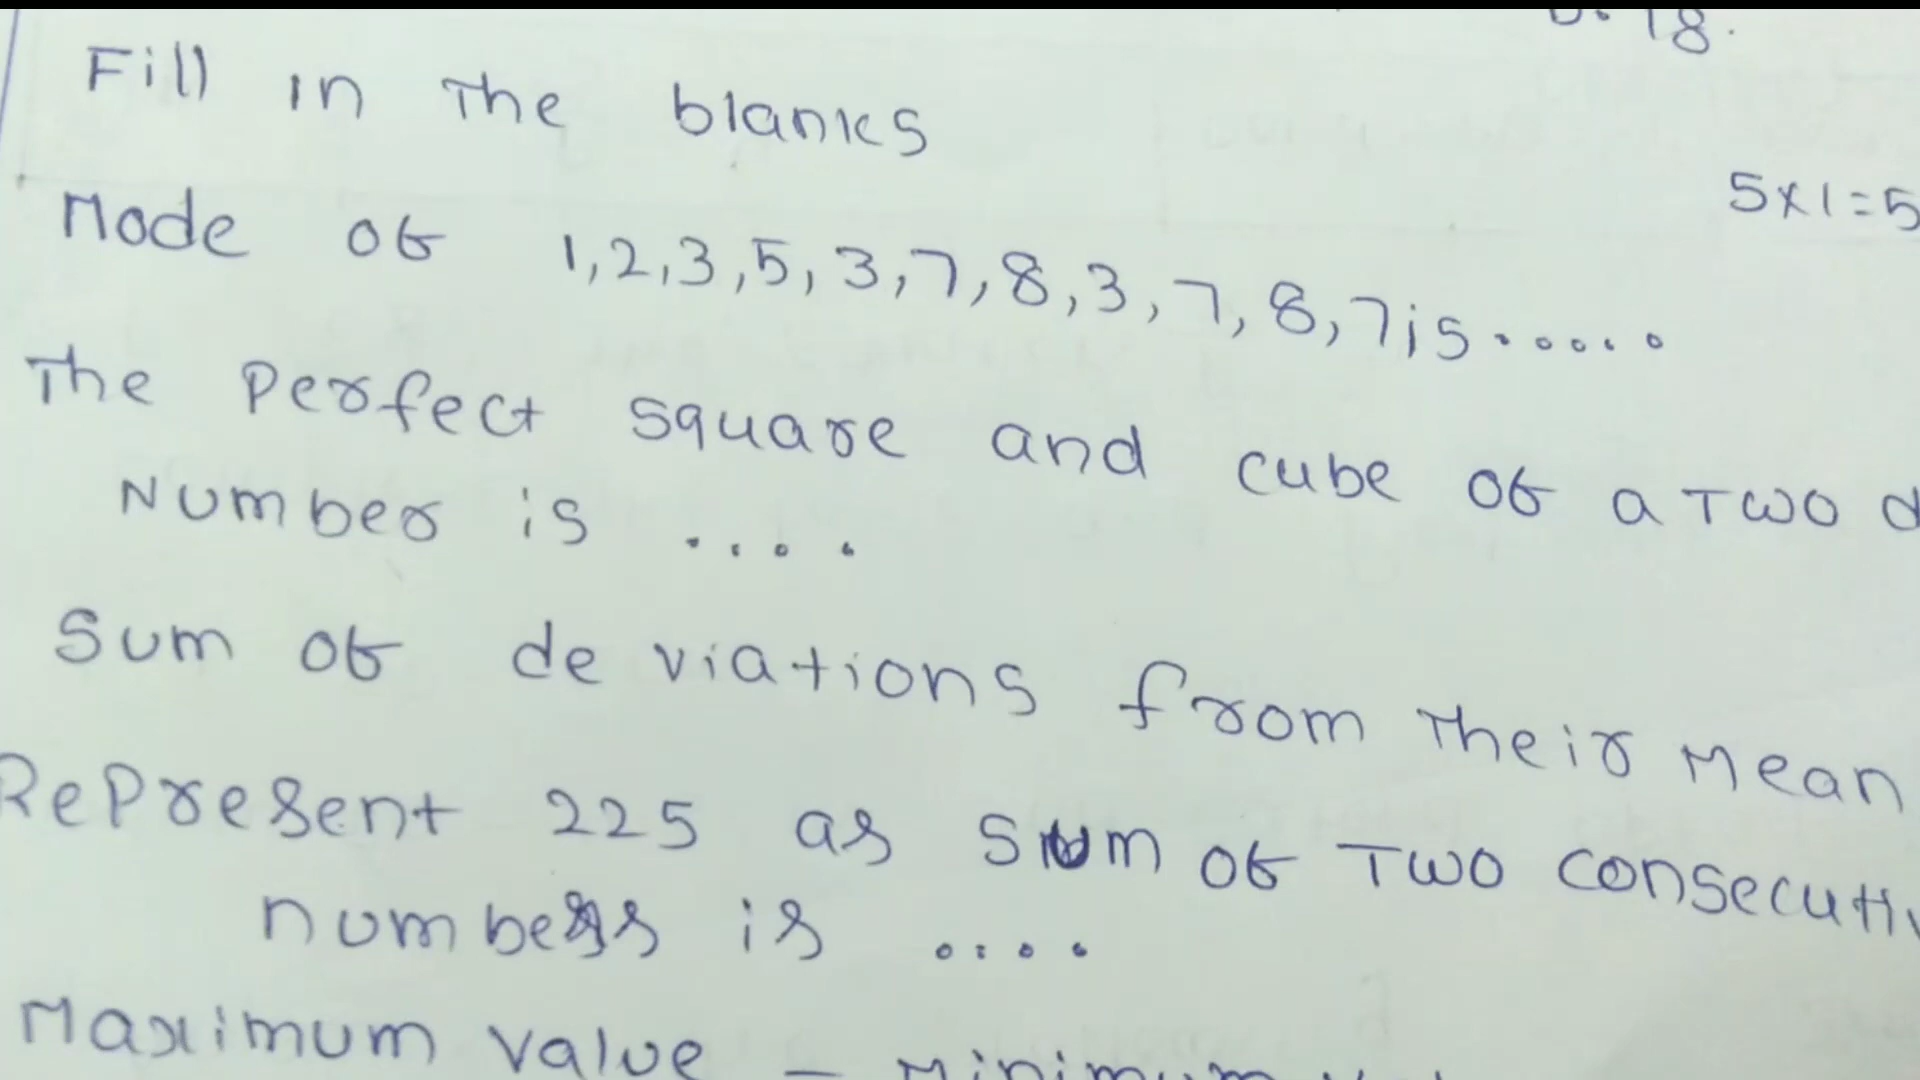 18.
Fill in the blanks
5x1=5
Mode of 1,2,3,5,3,7,8,3,7,8,7 is.....
The perfect square and cube of a Two d
Number is ....
Sum of deviations from their Mean
Represent 225 as sum of Two consecuti
numbers is ....
Maximum value - Minimum